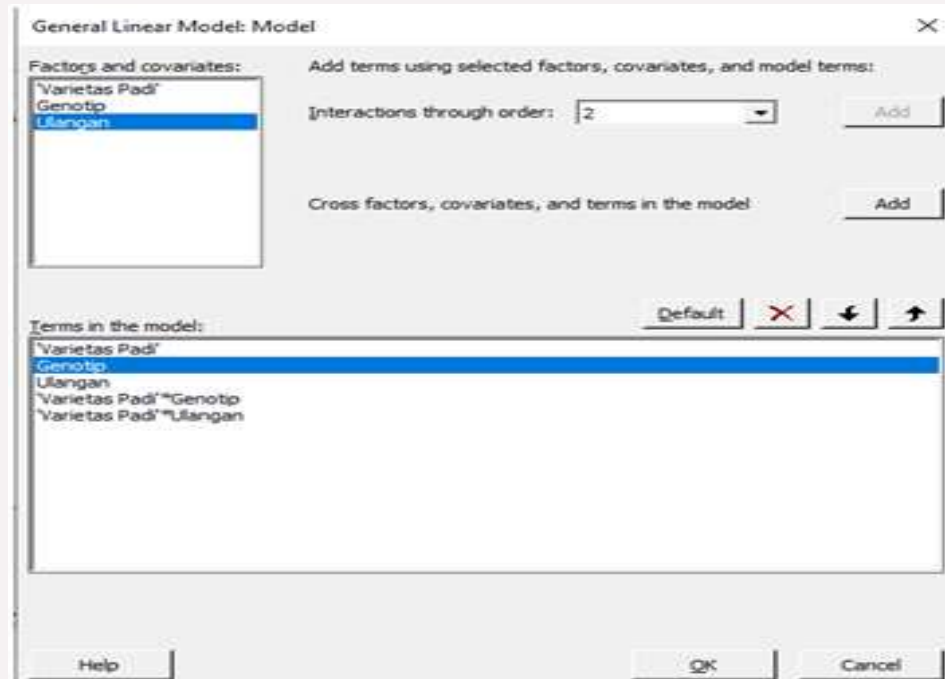 General Linear Model: Model
Factors and covariates:
'Varietas Padi'
Genotip
Ulangan
Add terms using selected factors, covariates, and model terms:
Interactions through order: 2 Add
Cross factors, covariates, and terms in the model Add
Default
Terms in the model:
'Varietas Padi'
Genotip
Ulangan
'Varietas Padi'*Genotip
'Varietas Padi'*Ulangan
Help OK Cancel